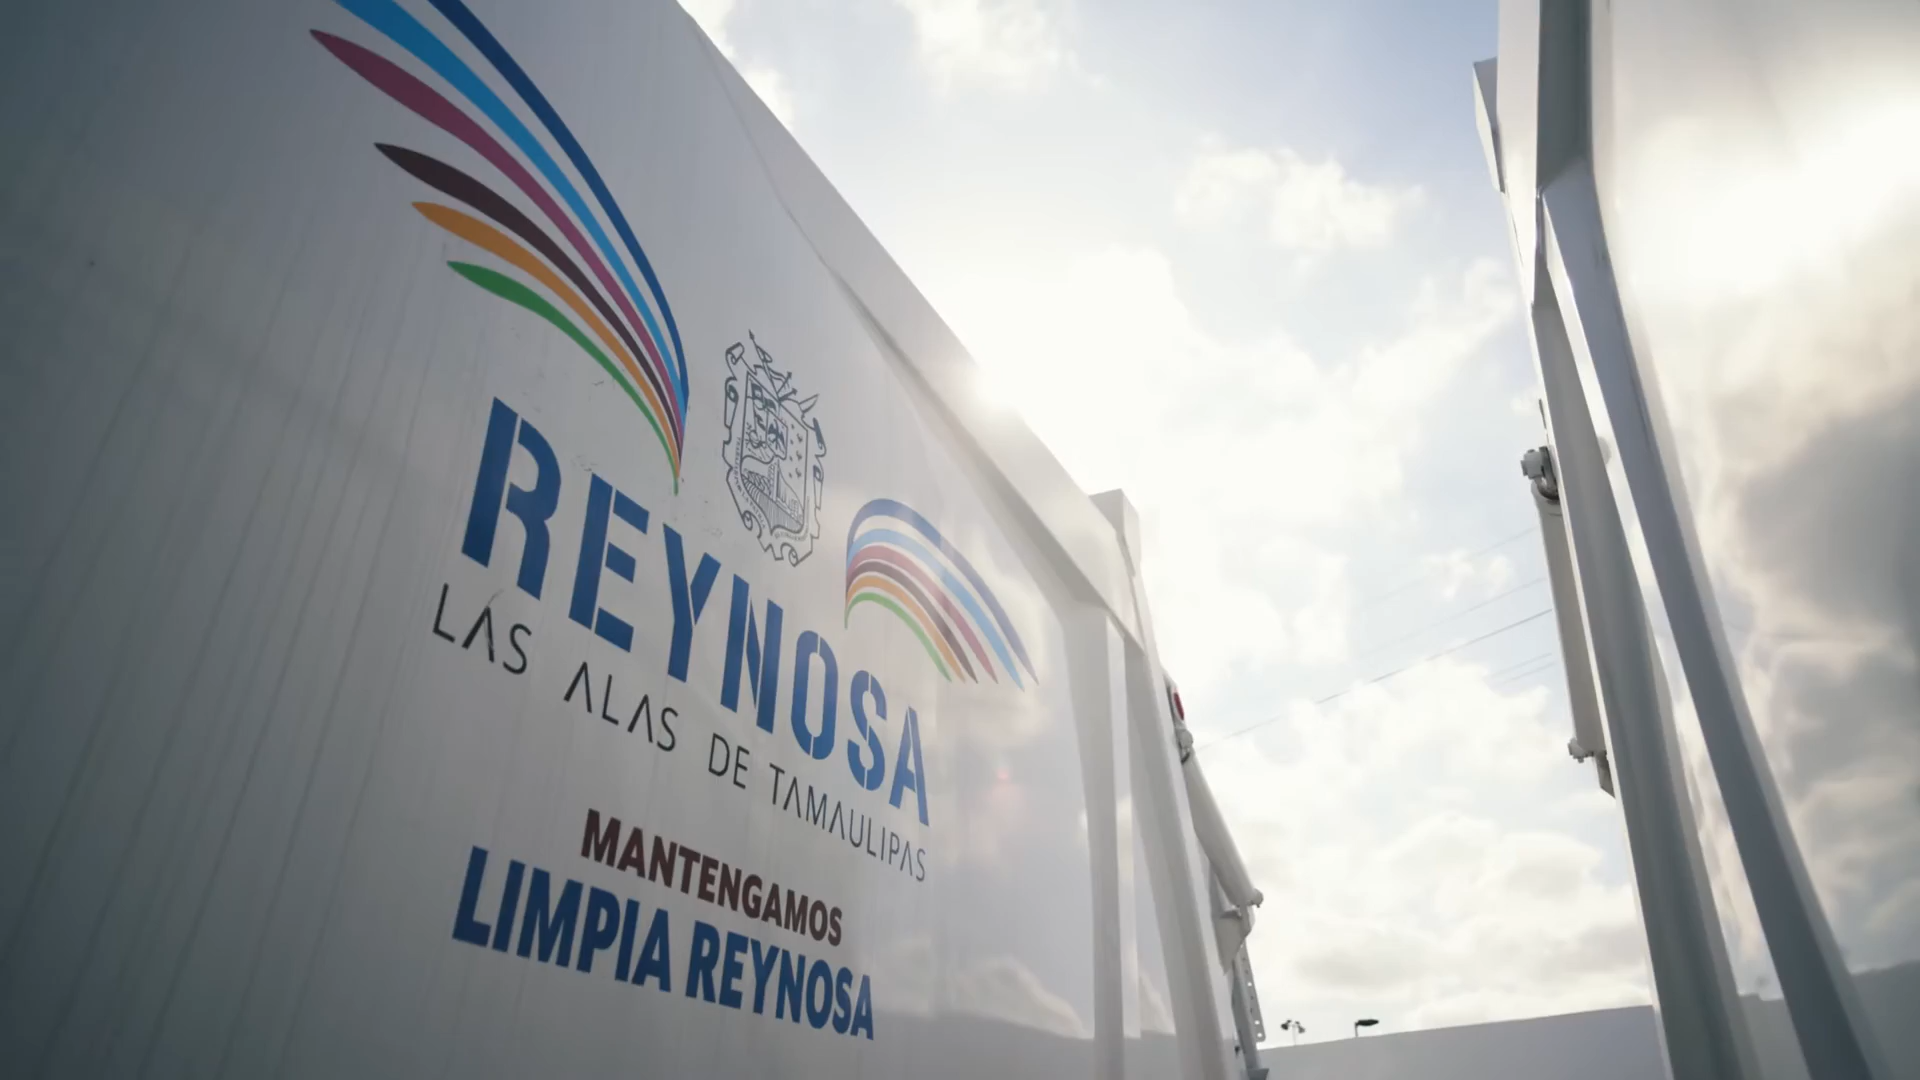 REYNOSA
LAS ALAS DE TAMAULIPAS
MANTENGAMOS
LIMPIA REYNOSA